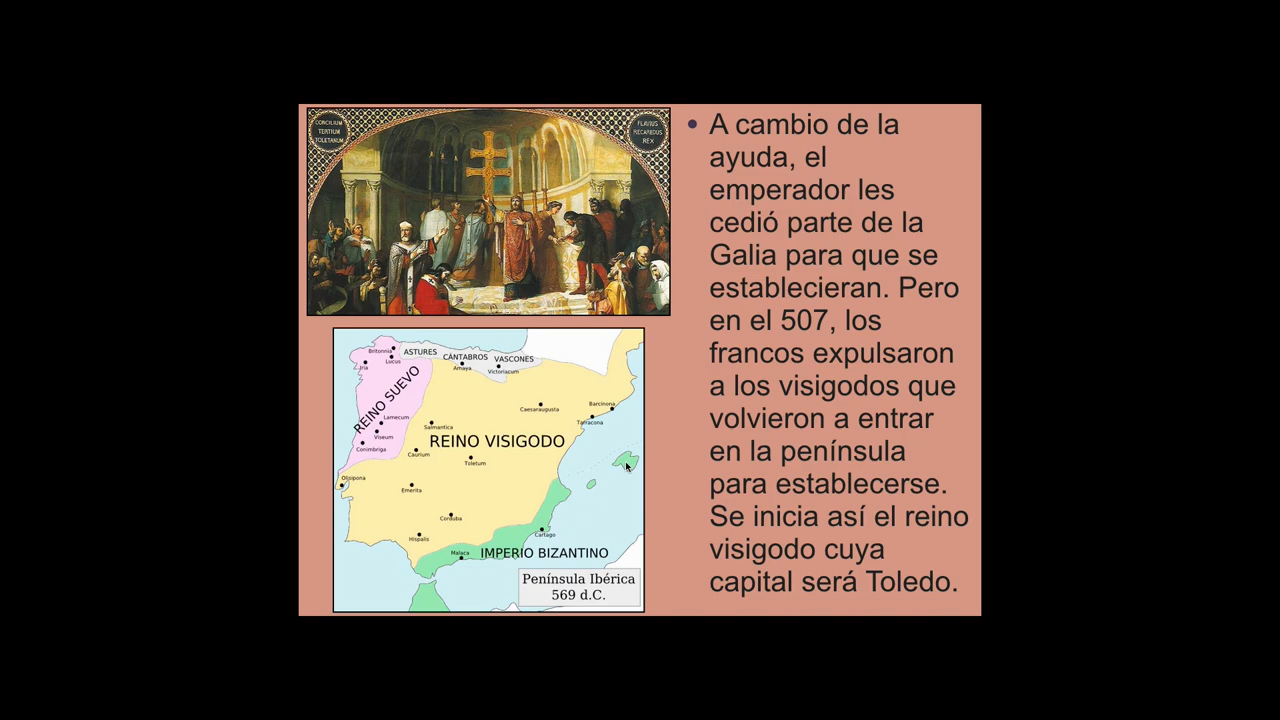 CONCILIUM
TERTIUM
TOLETANUM
FLAVIUS
RECAREDUS
REX
• A cambio de la
ayuda, el
emperador les
cedió parte de la
Galia para que se
establecieran. Pero
en el 507, los
francos expulsaron
a los visigodos que
volvieron a entrar
en la península
para establecerse.
Se inicia así el reino
visigodo cuya
capital será Toledo.
Britonnia
ASTURES
CÁNTABROS
VASCONES
Lucus
Iria
Amaya
Victoriacum
REINO SUEVO
Lamecum
Viseum
Conimbriga
Salmantica
Caesaraugusta
Barcinona
Tarracona
REINO VISIGODO
Caurium
Toletum
Olisipona
Emerita
Corduba
Hispalis
Cartago
Malaca
IMPERIO BIZANTINO
Península Ibérica
569 d.C.